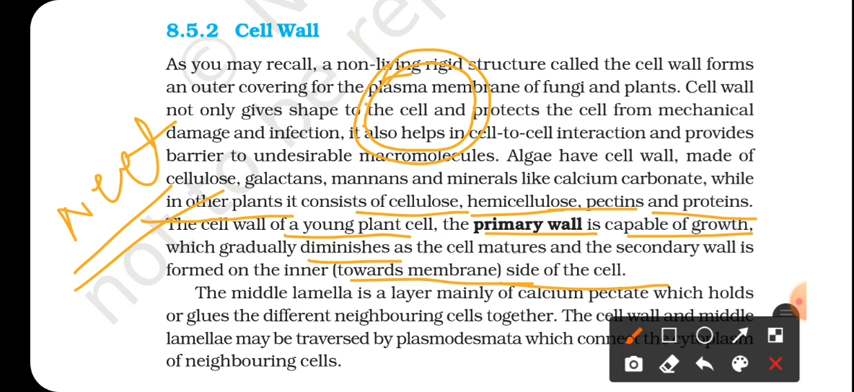 8.5.2 Cell Wall
As you may recall, a non-living rigid structure called the cell wall forms
an outer covering for the plasma membrane of fungi and plants. Cell wall
not only gives shape to the cell and protects the cell from mechanical
damage and infection, it also helps in cell-to-cell interaction and provides
barrier to undesirable macromolecules. Algae have cell wall, made of
cellulose, galactans, mannans and minerals like calcium carbonate, while
in other plants it consists of cellulose, hemicellulose, pectins and proteins.
The cell wall of a young plant cell, the primary wall is capable of growth,
which gradually diminishes as the cell matures and the secondary wall is
formed on the inner (towards membrane) side of the cell.
The middle lamella is a layer mainly of calcium pectate which holds
or glues the different neighbouring cells together. The cell wall and middle
lamellae may be traversed by plasmodesmata which connect the cytoplasm
of neighbouring cells.
Neet
© N
not to be re